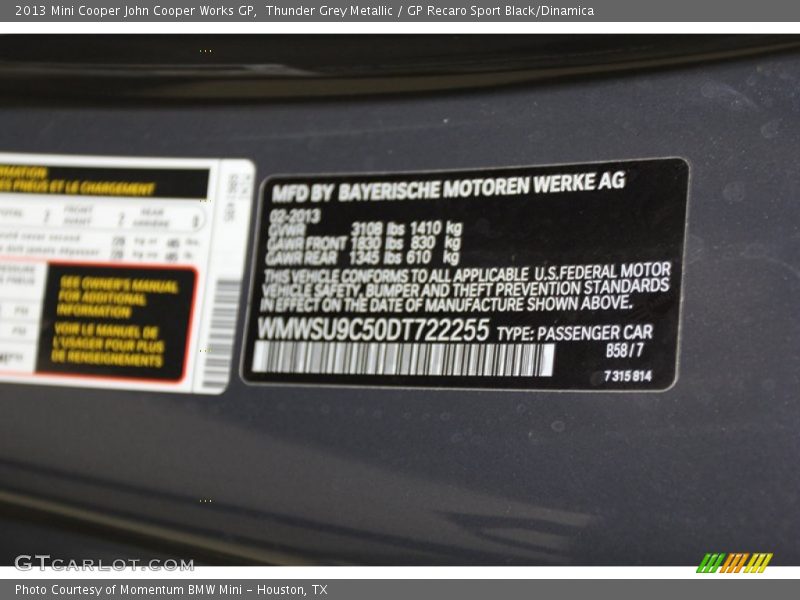 2013 Mini Cooper John Cooper Works GP,  Thunder Grey Metallic / GP Recaro Sport Black/Dinamica
MFD BY BAYERISCHE MOTOREN WERKE AG
02-2013
GVWR 3108 lbs 1410 kg
GAWR FRONT 1830 lbs 830 kg
GAWR REAR 1345 lbs 610 kg
THIS VEHICLE CONFORMS TO ALL APPLICABLE U.S.FEDERAL MOTOR
VEHICLE SAFETY, BUMPER AND THEFT PREVENTION STANDARDS
IN EFFECT ON THE DATE OF MANUFACTURE SHOWN ABOVE.
WMWSU9C50DT722255 TYPE: PASSENGER CAR
B58/7
7 315 814
ES PNEUS ET LE CHARGEMENT
SEE OWNER'S MANUAL
FOR ADDITIONAL
INFORMATION
VOIR LE MANUEL DE
L'USAGER POUR PLUS
DE RENSEIGNEMENTS
GTCARLOT.COM
Photo Courtesy of Momentum BMW Mini – Houston, TX